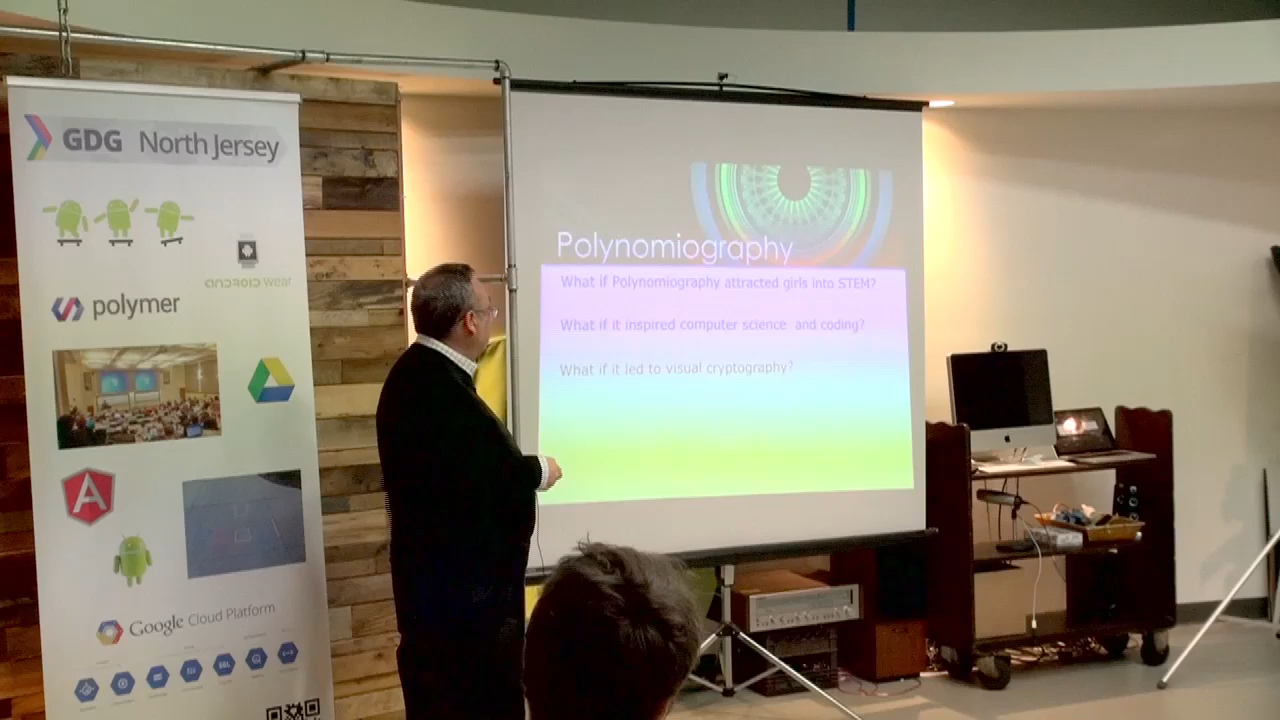 GDG North Jersey
android wear
polymer
A
Google Cloud Platform
Polynomiography
What if Polynomiography attracted girls into STEM?
What if it inspired computer science and coding?
What if it led to visual cryptography?